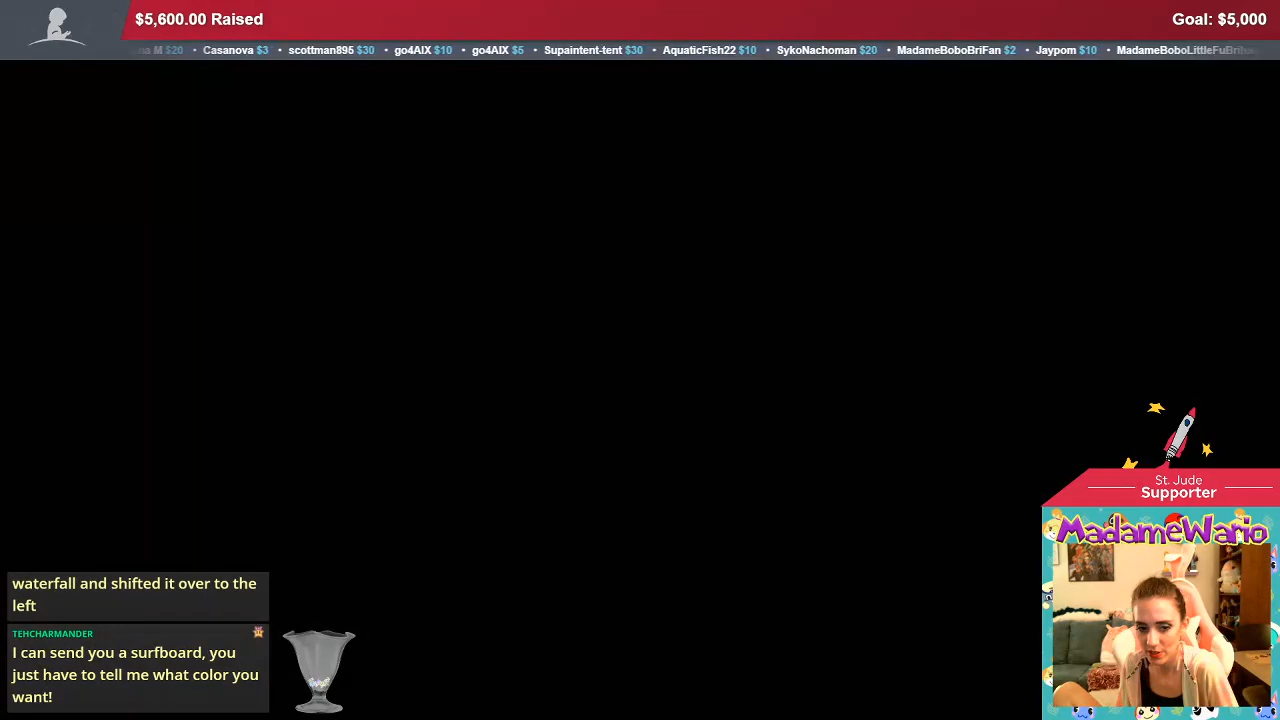 $5,600.00 Raised
Goal: $5,000
M $20 • Casanova $3 • scottman895 $30 • go4AIX $10 • go4AIX $5 • Supaintent-tent $30 • AquaticFish22 $10 • SykoNachoman $20 • MadameBoboBriFan $2 • Jaypom $10 • MadameBoboLittleFuBrih
St. Jude
Supporter
MadameWario
waterfall and shifted it over to the
left
TEHCHARMANDER
I can send you a surfboard, you
just have to tell me what color you
want!